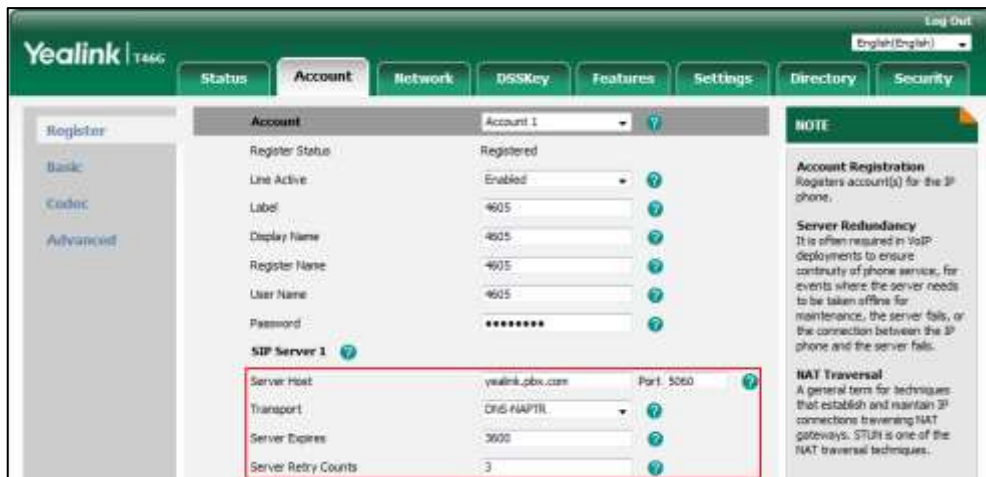 Log Out
Yealink | T46G
English(English)
Status Account Network DSSKey Features Settings Directory Security
Register
Basic
Codec
Advanced
Account Account 1
Register Status Registered
Line Active Enabled
Label 4605
Display Name 4605
Register Name 4605
User Name 4605
Password ••••••••
SIP Server 1
Server Host yealink.pbx.com Port 5060
Transport DNS-NAPTR
Server Expires 3600
Server Retry Counts 3
NOTE
Account Registration
Registers account(s) for the IP
phone.
Server Redundancy
It is often required in VoIP
deployments to ensure
continuity of phone service, for
events where the server needs
to be taken offline for
maintenance, the server fails, or
the connection between the IP
phone and the server fails.
NAT Traversal
A general term for techniques
that establish and maintain IP
connections traversing NAT
gateways. STUN is one of the
NAT traversal techniques.